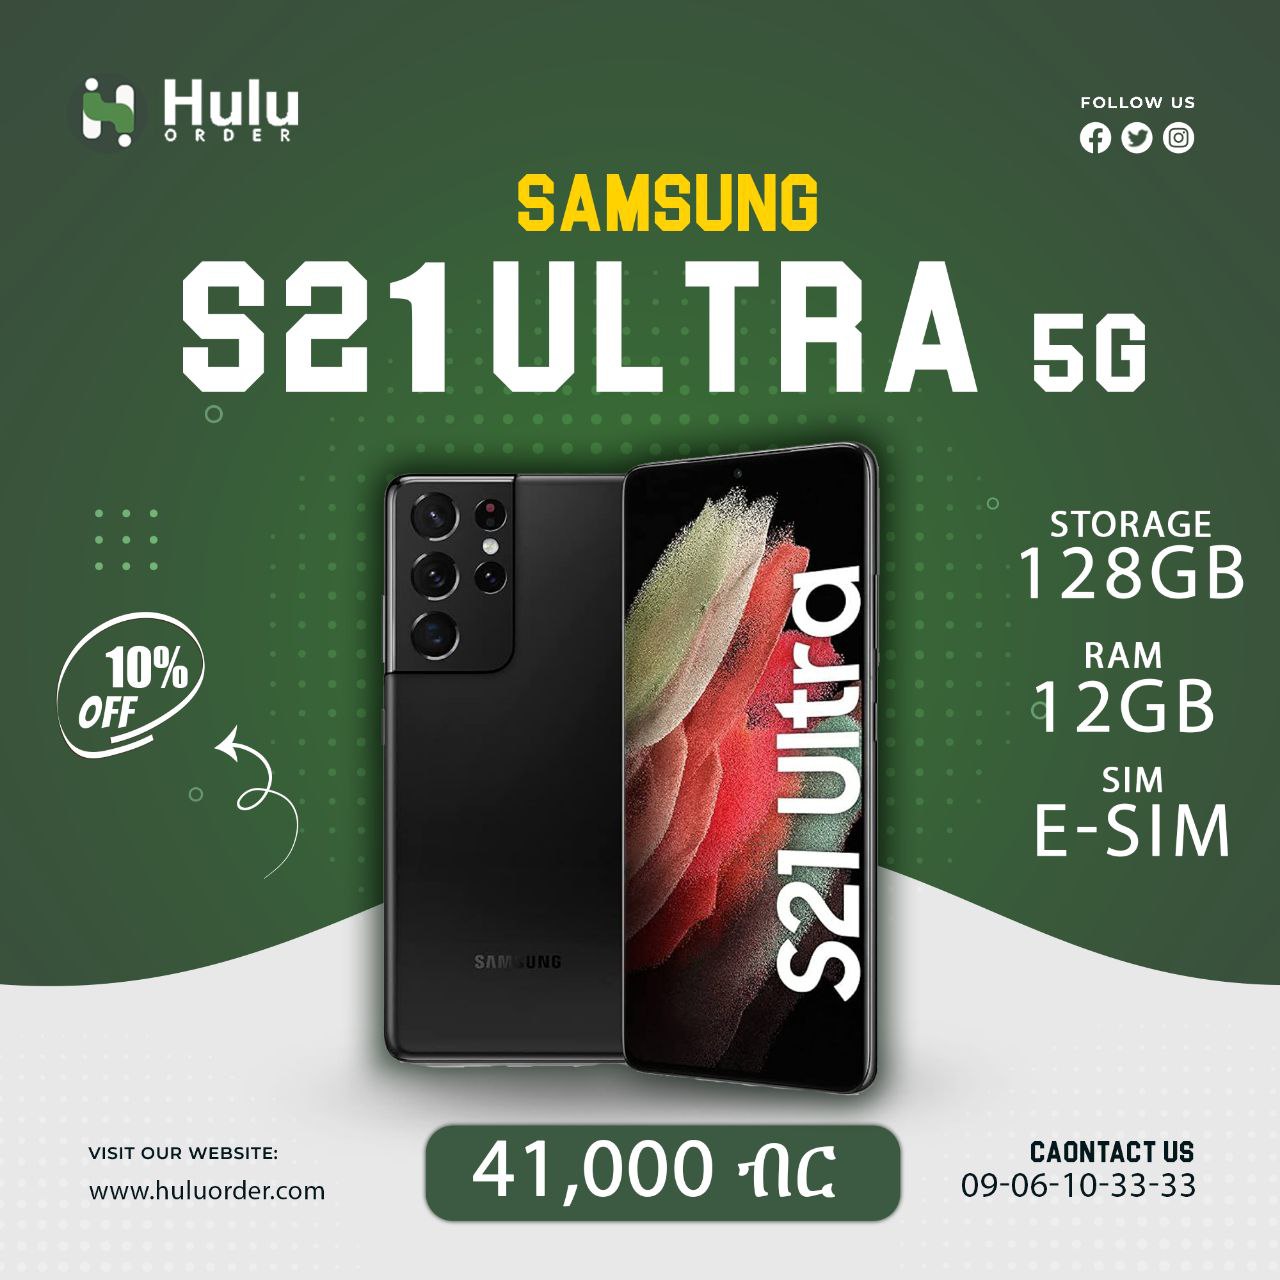 Hulu
ORDER
FOLLOW US
SAMSUNG
S21 ULTRA 5G
STORAGE
128GB
RAM
12GB
SIM
E-SIM
10%
OFF
S21 Ultra
SAMSUNG
VISIT OUR WEBSITE:
www.huluorder.com
41,000 ብር
CAONTACT US
09-06-10-33-33